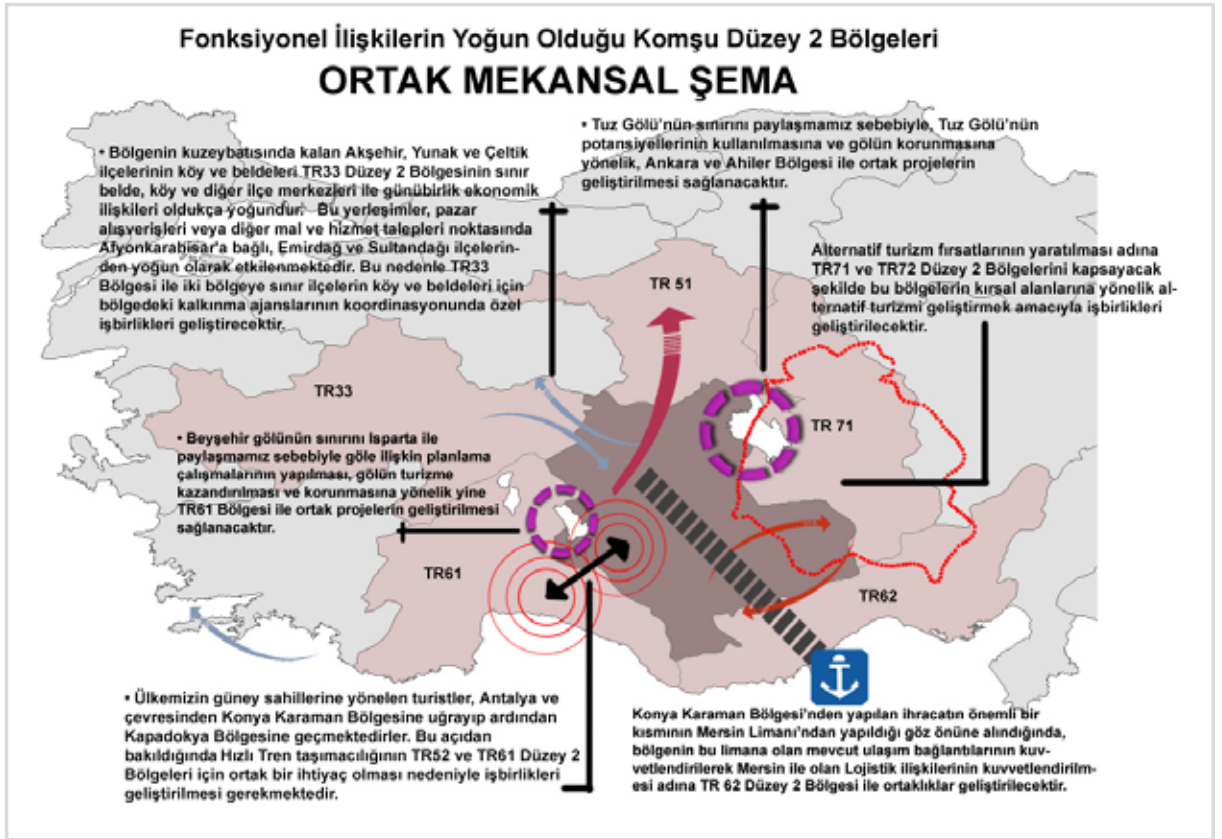 Fonksiyonel İlişkilerin Yoğun Olduğu Komşu Düzey 2 Bölgeleri
ORTAK MEKANSAL ŞEMA
• Tuz Gölü'nün sınırını paylaşmamız sebebiyle, Tuz Gölü'nün
potansiyellerinin kullanılmasına ve gölün korunmasına
yönelik, Ankara ve Ahiler Bölgesi ile ortak projelerin
geliştirilmesi sağlanacaktır.
• Bölgenin kuzeybatısında kalan Akşehir, Yunak ve Çeltik
ilçelerinin köy ve beldeleri TR33 Düzey 2 Bölgesinin sınır
belde, köy ve diğer ilçe merkezleri ile günübirlik ekonomik
ilişkileri oldukça yoğundur. Bu yerleşimler, pazar
alışverişleri veya diğer mal ve hizmet talepleri noktasında
Afyonkarahisar'a bağlı, Emirdağ ve Sultandağı ilçelerin-
den yoğun olarak etkilenmektedir. Bu nedenle TR33
Bölgesi ile iki bölgeye sınır ilçelerin köy ve beldeleri için
bölgedeki kalkınma ajanslarının koordinasyonunda özel
işbirlikleri geliştirecektir.
Alternatif turizm fırsatlarının yaratılması adına
TR71 ve TR72 Düzey 2 Bölgelerini kapsayacak
şekilde bu bölgelerin kırsal alanlarına yönelik al-
ternatif turizmi geliştirmek amacıyla işbirlikleri
geliştirilecektir.
TR 51
TR33
TR 71
• Beyşehir gölünün sınırını Isparta ile
paylaşmamız sebebiyle göle ilişkin planlama
çalışmalarının yapılması, gölün turizme
kazandırılması ve korunmasına yönelik yine
TR61 Bölgesi ile ortak projelerin geliştirilmesi
sağlanacaktır.
TR61
TR62
• Ülkemizin güney sahillerine yönelen turistler, Antalya ve
çevresinden Konya Karaman Bölgesine uğrayıp ardından
Kapadokya Bölgesine geçmektedirler. Bu açıdan
bakıldığında Hızlı Tren taşımacılığının TR52 ve TR61 Düzey 2
Bölgeleri için ortak bir ihtiyaç olması nedeniyle işbirlikleri
geliştirilmesi gerekmektedir.
Konya Karaman Bölgesi'nden yapılan ihracatın önemli bir
kısmının Mersin Limanı'ndan yapıldığı göz önüne alındığında,
bölgenin bu limana olan mevcut ulaşım bağlantılarının kuv-
vetlendirilerek Mersin ile olan Lojistik ilişkilerinin kuvvetlendirilm-
esi adına TR 62 Düzey 2 Bölgesi ile ortaklıklar geliştirilecektir.